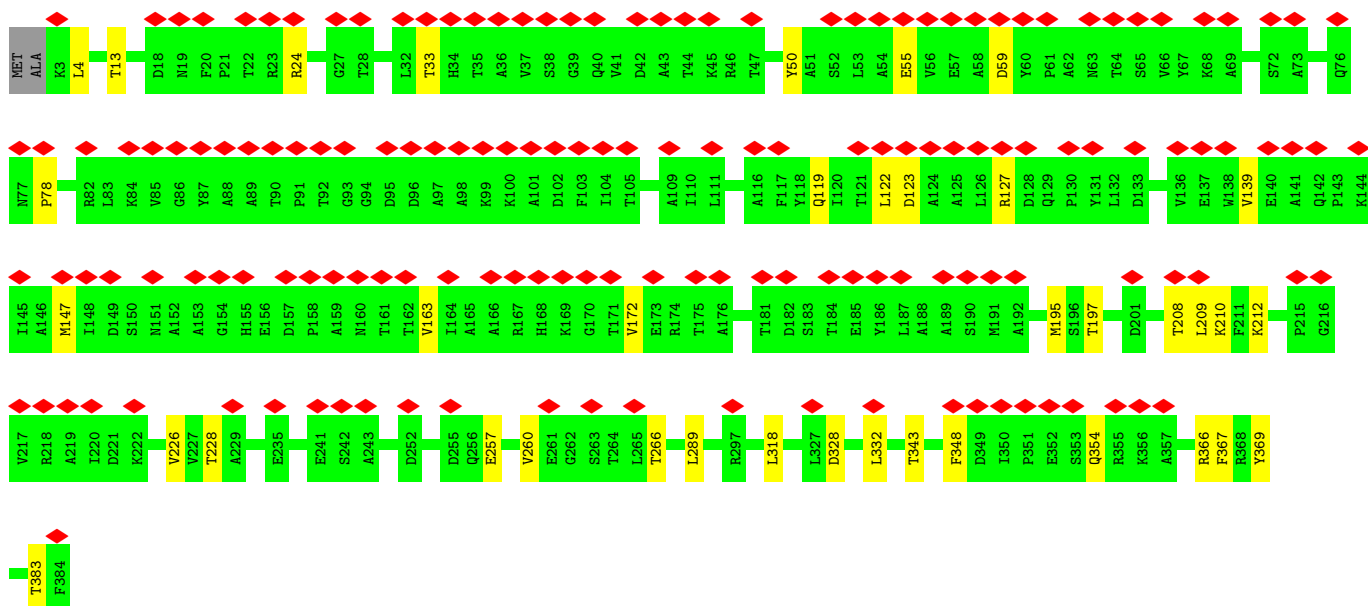 MET ALA K3 L4 T13 D18 N19 F20 P21 T22 R23 R24 G27 T28 L32 T33 H34 T35 A36 V37 S38 G39 Q40 V41 D42 A43 T44 K45 R46 T47 Y50 A51 S52 L53 A54 E55 V56 E57 A58 D59 Y60 P61 A62 N63 T64 S65 V66 Y67 K68 A69 S72 A73 Q76
N77 P78 R82 L83 K84 V85 G86 Y87 A88 A89 T90 P91 T92 G93 G94 D95 D96 A97 A98 K99 K100 A101 D102 F103 I104 T105 A109 I110 L111 A116 F117 Y118 Q119 I120 T121 L122 D123 A124 A125 L126 R127 D128 Q129 P130 Y131 L132 D133 V136 E137 W138 V139 E140 A141 Q142 P143 K144
I145 A146 M147 I148 D149 S150 N151 A152 A153 G154 H155 E156 D157 P158 A159 N160 T161 T162 V163 I164 A165 A166 R167 H168 K169 G170 T171 V172 E173 R174 T175 A176 T181 D182 S183 T184 E185 Y186 L187 A188 A189 S190 M191 A192 M195 S196 T197 D201 T208 L209 K210 F211 K212 P215 G216
V217 R218 A219 I220 D221 K222 V226 V227 T228 A229 E235 E241 S242 A243 D252 D255 Q256 E257 V260 E261 G262 S263 T264 L265 T266 L289 R297 L318 L327 D328 L332 T343 F348 D349 I350 P351 E352 S353 Q354 R355 K356 A357 R366 F367 R368 Y369
T383 F384